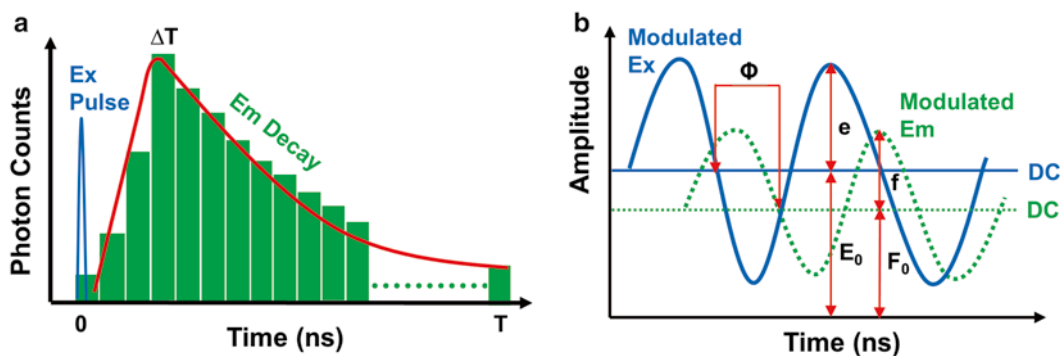 a
ΔT
Ex
Pulse
Em Decay
Photon Counts
0
T
Time (ns)
b
Modulated
Ex
Φ
Modulated
Em
e
f
DC
DC
E₀
F₀
Amplitude
Time (ns)